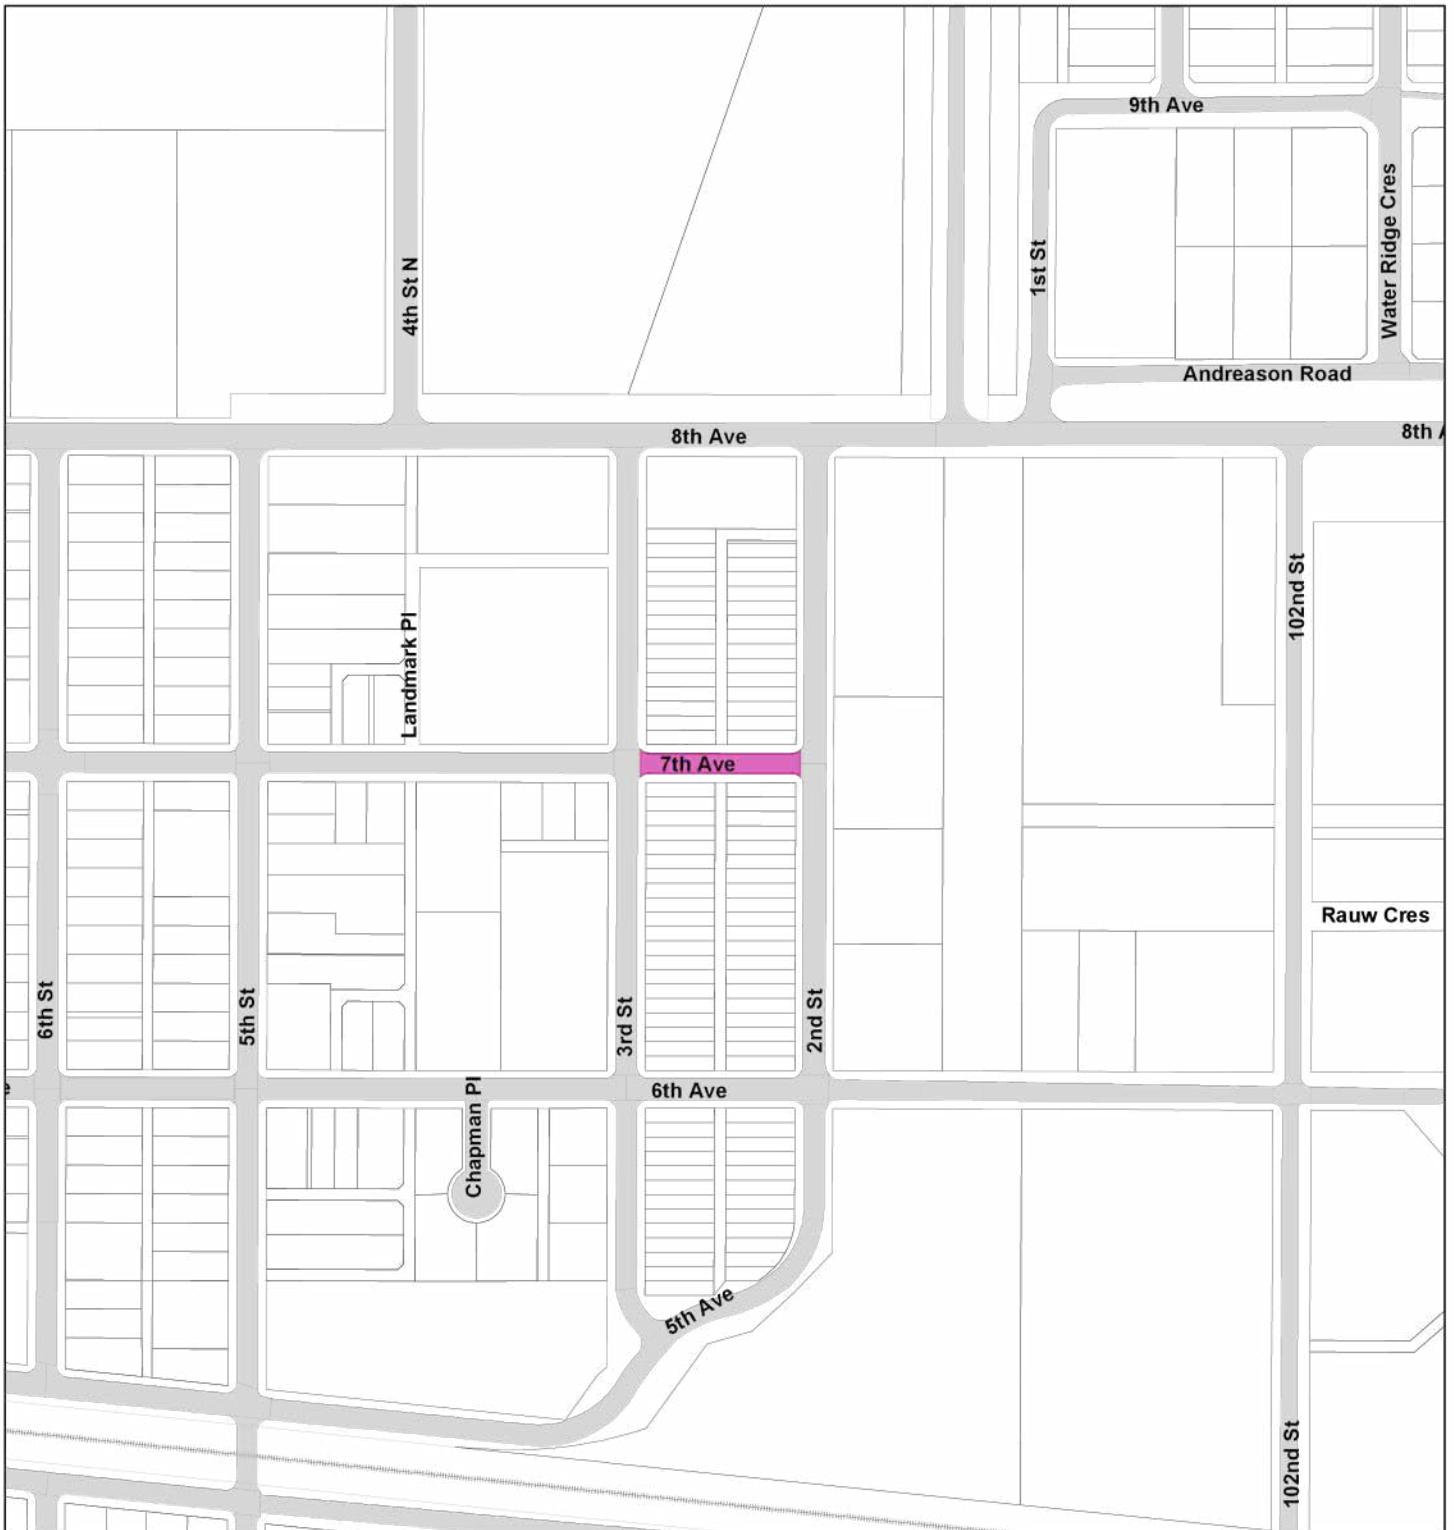 9th Ave
Water Ridge Cres
1st St
4th St N
Andreason Road
8th Ave
8th A
102nd St
Landmark Pl
7th Ave
Rauw Cres
6th St
5th St
3rd St
2nd St
e
6th Ave
Chapman Pl
5th Ave
102nd St